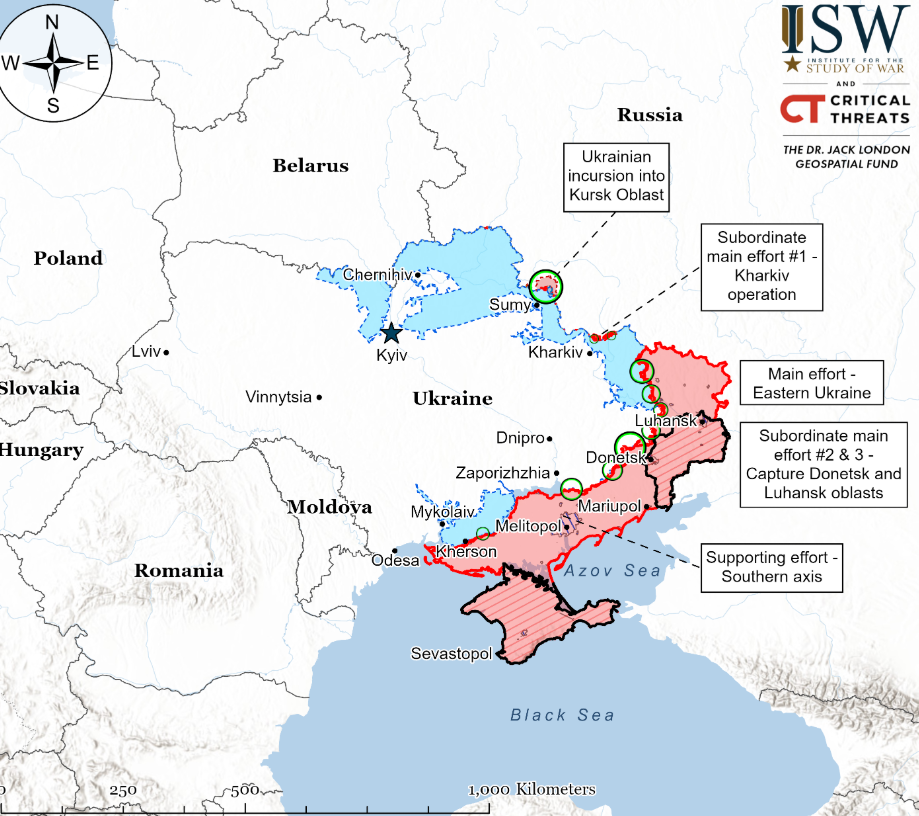 N
W
E
S
ISW
INSTITUTE FOR THE
STUDY OF WAR
AND
CT CRITICAL
THREATS
THE DR. JACK LONDON
GEOSPATIAL FUND
Russia
Ukrainian
incursion into
Kursk Oblast
Belarus
Subordinate
main effort #1 -
Kharkiv
operation
Poland
Chernihiv
Sumy
Kyiv
Lviv
Kharkiv
Slovakia
Main effort -
Eastern Ukraine
Vinnytsia
Ukraine
Luhansk
Hungary
Dnipro
Donetsk
Subordinate main
effort #2 & 3 -
Capture Donetsk and
Luhansk oblasts
Zaporizhzhia
Moldova
Mykolaiv
Mariupol
Melitopol
Kherson
Odesa
Romania
Azov Sea
Supporting effort -
Southern axis
Sevastopol
Black Sea
0
250
500
1,000 Kilometers